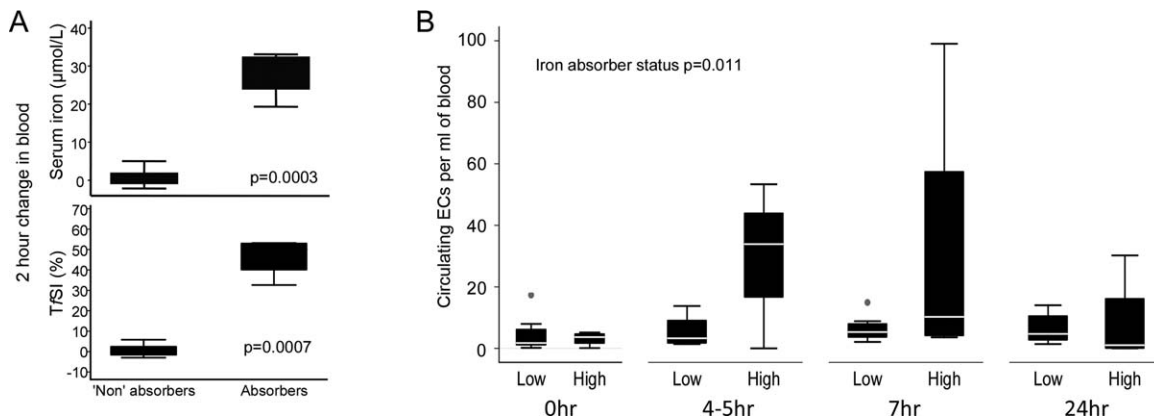 A
2 hour change in blood
Serum iron (µmol/L)
40
30
20
10
0
p=0.0003
TfSI (%)
70
60
50
40
30
20
10
0
-10
p=0.0007
'Non' absorbers Absorbers
B
Circulating ECs per ml of blood
100
80
60
40
20
0
Iron absorber status p=0.011
Low High Low High Low High Low High
0hr 4-5hr 7hr 24hr